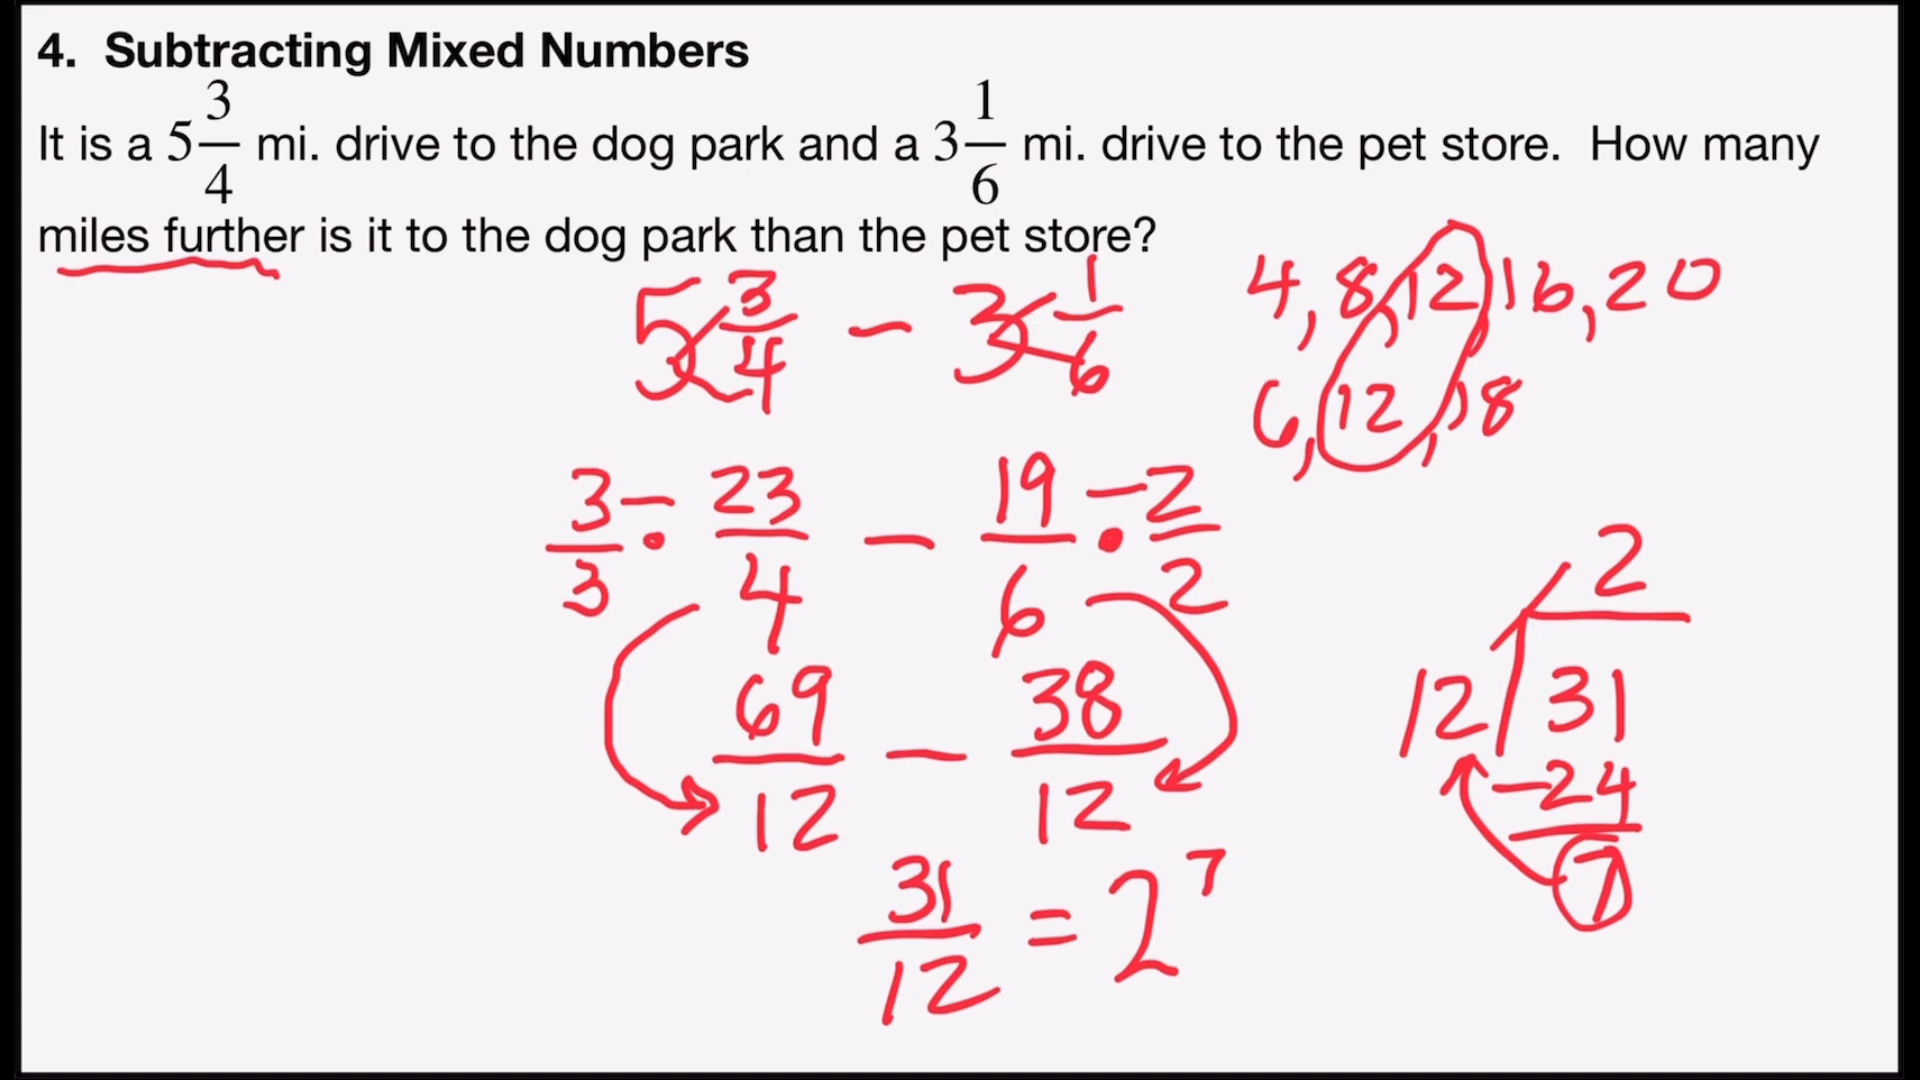 4. Subtracting Mixed Numbers
It is a 5 3/4 mi. drive to the dog park and a 3 1/6 mi. drive to the pet store. How many
miles further is it to the dog park than the pet store?
5 3/4 - 3 1/6
4, 8, 12, 16, 20
6, 12, 18
3/3 · 23/4 - 19/6 · 2/2
69/12 - 38/12
31/12 = 2 7
2
12 31
-24
7